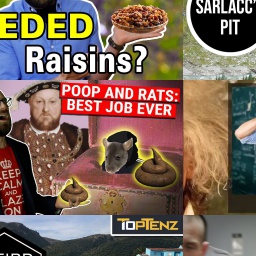 EDED
Raisins?
SARLACC'
PIT
POOP AND RATS:
BEST JOB EVER
KEEP
CALM
AND
TOPTENZ